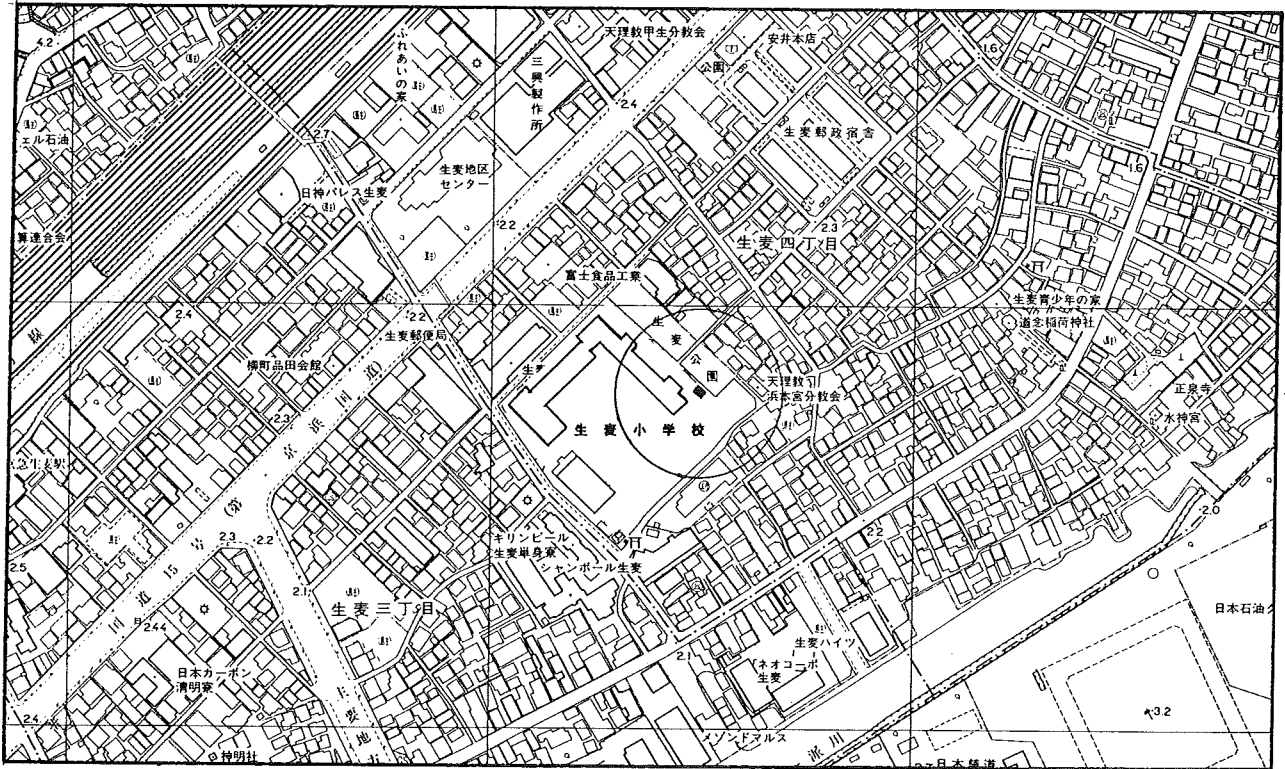 4.2
ふれあいの家
三興製作所
天理教甲生分教会
安井本店
公園
1.6
2.4
生麦郵政宿舎
ェル石油
2.7
日神パレス生麦
生麦地区
センター
1.6
2.2
2.3
生麦四丁目
算連合会
富士食品工業
2.4
2.2
生麦郵便局
生麦青少年の家
道念稲荷神社
生麦公園
柳町品田会館
天理教
浜本宮分教会
正泉寺
水神宮
2.3
生麦小学校
急生麦駅
国道15号(第一京浜国道)
2.3
2.2
2.5
キリンビール
生麦単身寮
シャンボール生麦
2.2
2.0
2.1
生麦三丁目
2.44
日本カーボン
清明寮
2.1
生麦ハイツ
ネオコーポ
生麦
日本石油
3.2
2.4
メゾンドマルス
神明社
派川